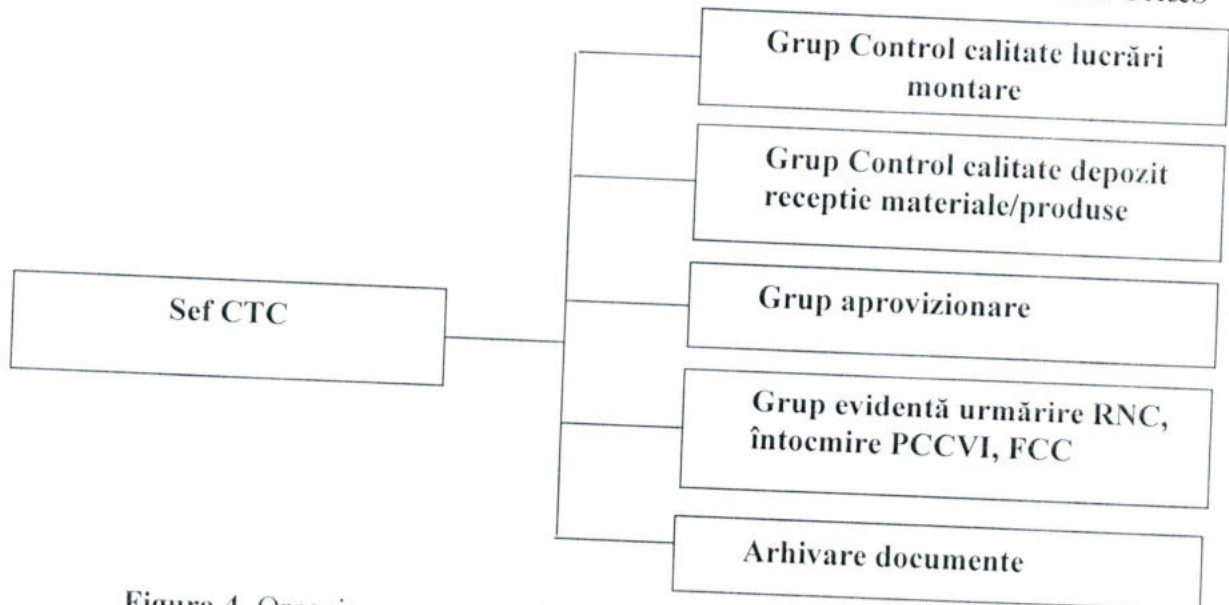 Grup Control calitate lucrări
montare
Grup Control calitate depozit
receptie materiale/produse
Sef CTC
Grup aprovizionare
Grup evidentă urmărire RNC,
întocmire PCCVI, FCC
Arhivare documente
Figura 4.